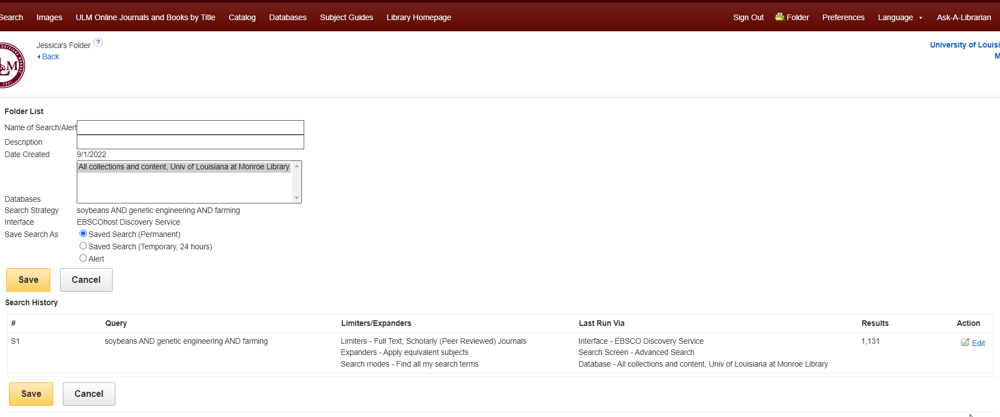 Search Images ULM Online Journals and Books by Title Catalog Databases Subject Guides Library Homepage Sign Out Folder Preferences Language Ask-A-Librarian
Jessica's Folder ?
Back
University of Louisi
M
LOUISIANA MONROE
LM
1931
Folder List
Name of Search/Alert
Description
Date Created 9/1/2022
All collections and content, Univ of Louisiana at Monroe Library
Databases
Search Strategy soybeans AND genetic engineering AND farming
Interface EBSCOhost Discovery Service
Save Search As Saved Search (Permanent)
Saved Search (Temporary, 24 hours)
Alert
Save Cancel
Search History
# Query Limiters/Expanders Last Run Via Results Action
S1 soybeans AND genetic engineering AND farming Limiters - Full Text; Scholarly (Peer Reviewed) Journals Interface - EBSCO Discovery Service 1,131 Edit
Expanders - Apply equivalent subjects Search Screen - Advanced Search
Search modes - Find all my search terms Database - All collections and content, Univ of Louisiana at Monroe Library
Save Cancel